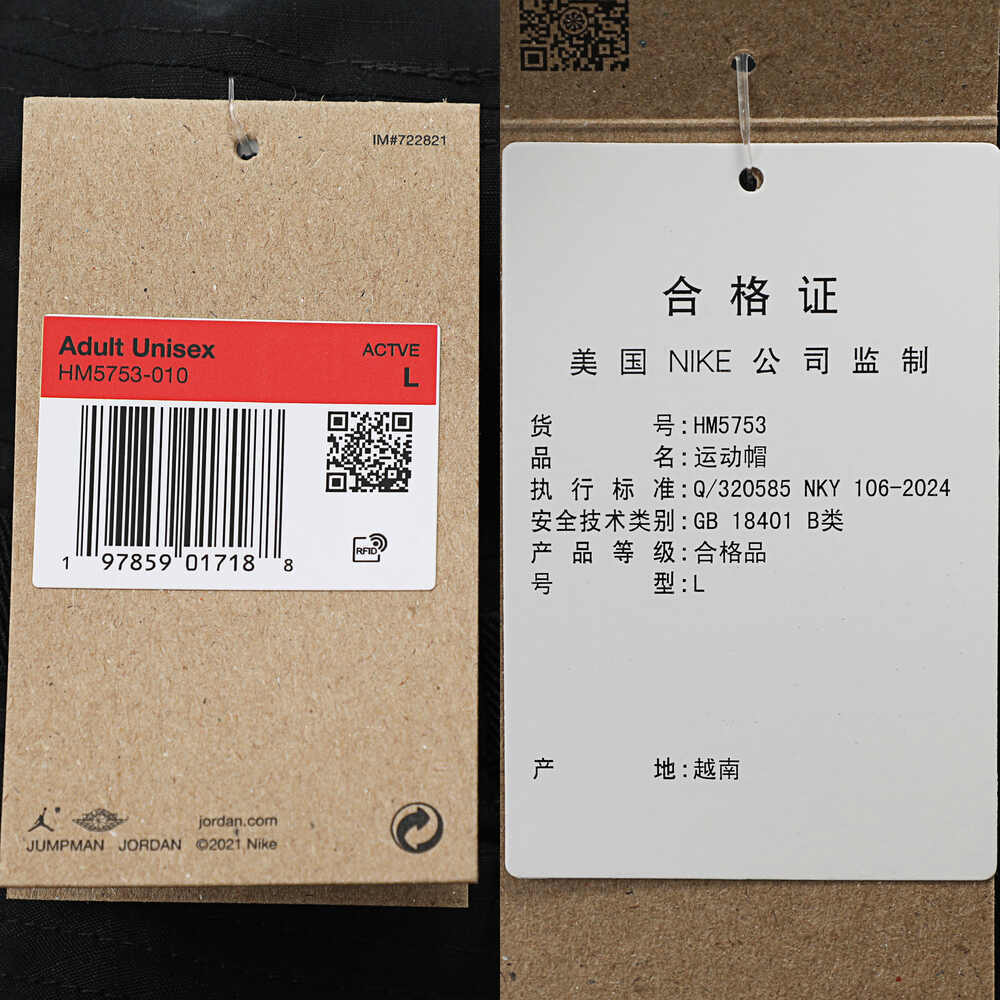 IM#722821
Adult Unisex
ACTVE
HM5753-010
L
RFID
1 97859 01718 8
jordan.com
JUMPMAN JORDAN ©2021 Nike
合格证
美国 NIKE 公司监制
货号:HM5753
品名:运动帽
执行标准:Q/320585 NKY 106-2024
安全技术类别:GB 18401 B类
产品等级:合格品
号型:L
产地:越南